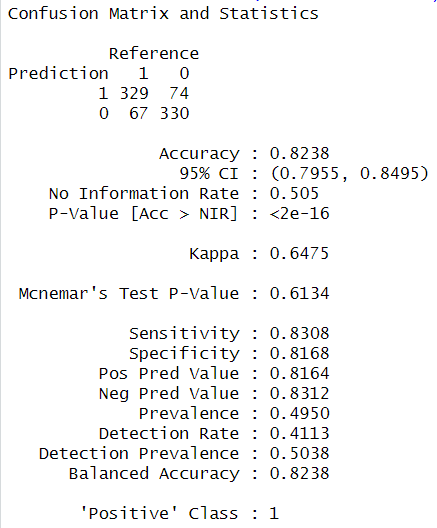 Confusion Matrix and Statistics
Reference
Prediction 1 0
1 329 74
0 67 330
Accuracy : 0.8238
95% CI : (0.7955, 0.8495)
No Information Rate : 0.505
P-Value [Acc > NIR] : <2e-16
Kappa : 0.6475
Mcnemar's Test P-Value : 0.6134
Sensitivity : 0.8308
Specificity : 0.8168
Pos Pred Value : 0.8164
Neg Pred Value : 0.8312
Prevalence : 0.4950
Detection Rate : 0.4113
Detection Prevalence : 0.5038
Balanced Accuracy : 0.8238
'Positive' Class : 1